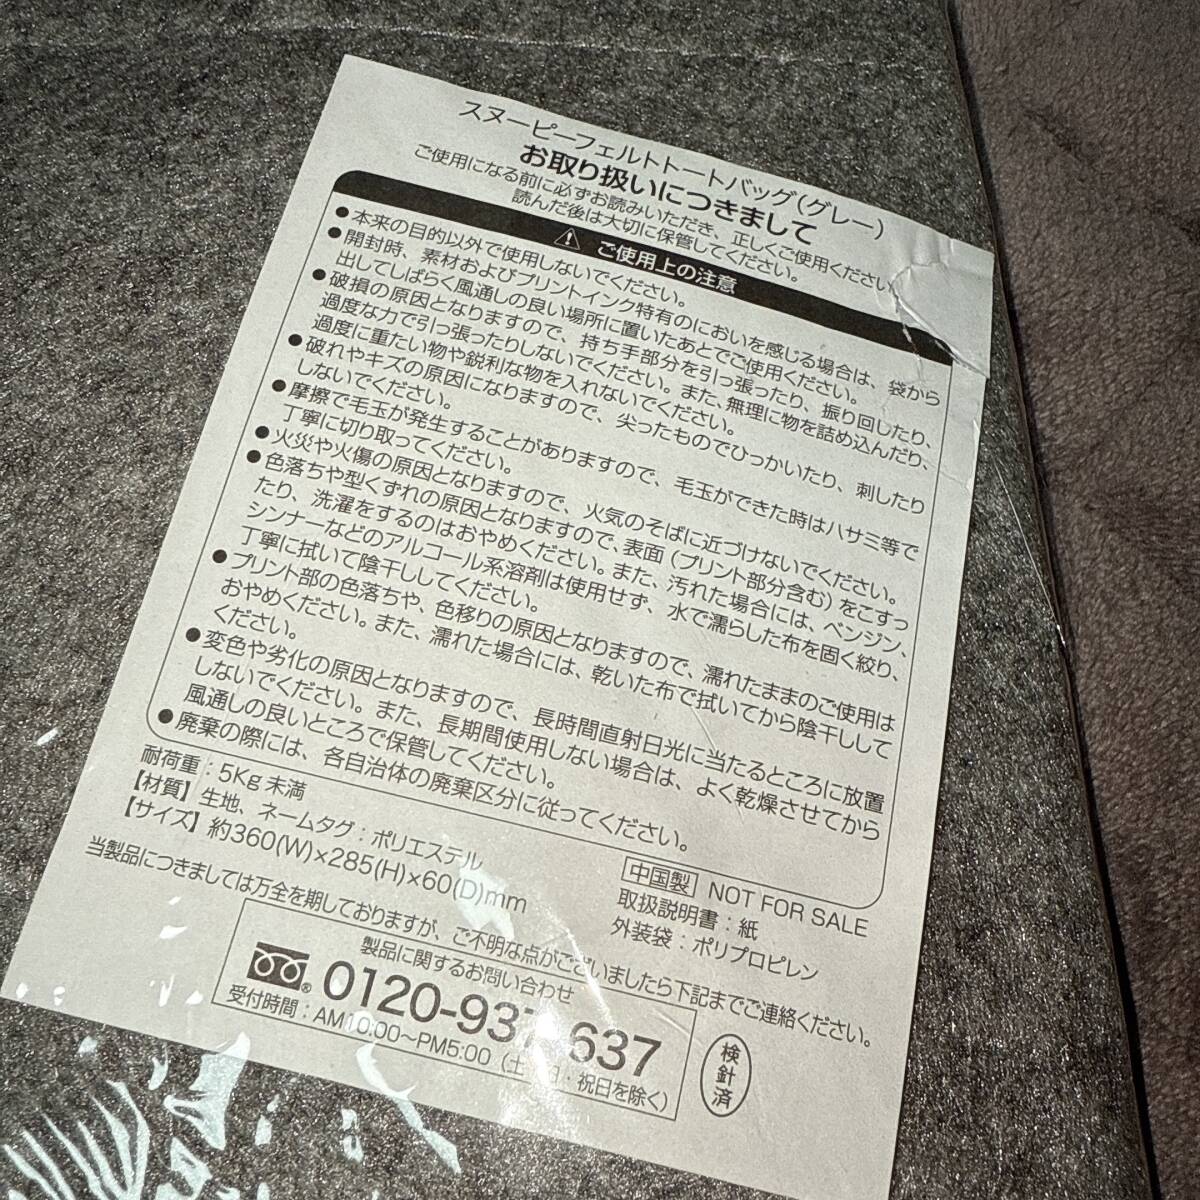 スヌーピーフェルトトートバッグ(グレー)
お取り扱いにつきまして
ご使用になる前に必ずお読みいただき、正しくご使用ください。
読んだ後は大切に保管してください。
⚠ ご使用上の注意
●本来の目的以外で使用しないでください。
●開封時、素材およびプリントインク特有のにおいを感じる場合は、袋から
出してしばらく風通しの良い場所に置いたあとでご使用ください。
●破損の原因となりますので、持ち手部分を引っ張ったり、振り回したり、
過度な力で引っ張ったりしないでください。また、無理に物を詰め込んだり、
過度に重たい物や鋭利な物を入れないでください。
●破れやキズの原因になりますので、尖ったものでひっかいたり、刺したり
しないでください。
●摩擦で毛玉が発生することがありますので、毛玉ができた時はハサミ等で
丁寧に切り取ってください。
●火災や火傷の原因となりますので、火気のそばに近づけないでください。
●色落ちや型くずれの原因となりますので、表面(プリント部分含む)をこすっ
たり、洗濯をするのはおやめください。また、汚れた場合には、ベンジン、
シンナーなどのアルコール系溶剤は使用せず、水で濡らした布を固く絞り、
丁寧に拭いて陰干ししてください。
●プリント部の色落ちや、色移りの原因となりますので、濡れたままのご使用は
おやめください。また、濡れた場合には、乾いた布で拭いてから陰干しして
ください。
●変色や劣化の原因となりますので、長時間直射日光に当たるところに放置
しないでください。また、長期間使用しない場合は、よく乾燥させてから
風通しの良いところで保管してください。
●廃棄の際には、各自治体の廃棄区分に従ってください。
耐荷重:5Kg未満
【材質】生地、ネームタグ:ポリエステル
【サイズ】約360(W)×285(H)×60(D)mm
中国製 NOT FOR SALE
取扱説明書:紙
外装袋:ポリプロピレン
当製品につきましては万全を期しておりますが、ご不明な点がございましたら下記までご連絡ください。
製品に関するお問い合わせ
0120-937-637
受付時間:AM10:00〜PM5:00(土・日・祝日を除く)
検針済